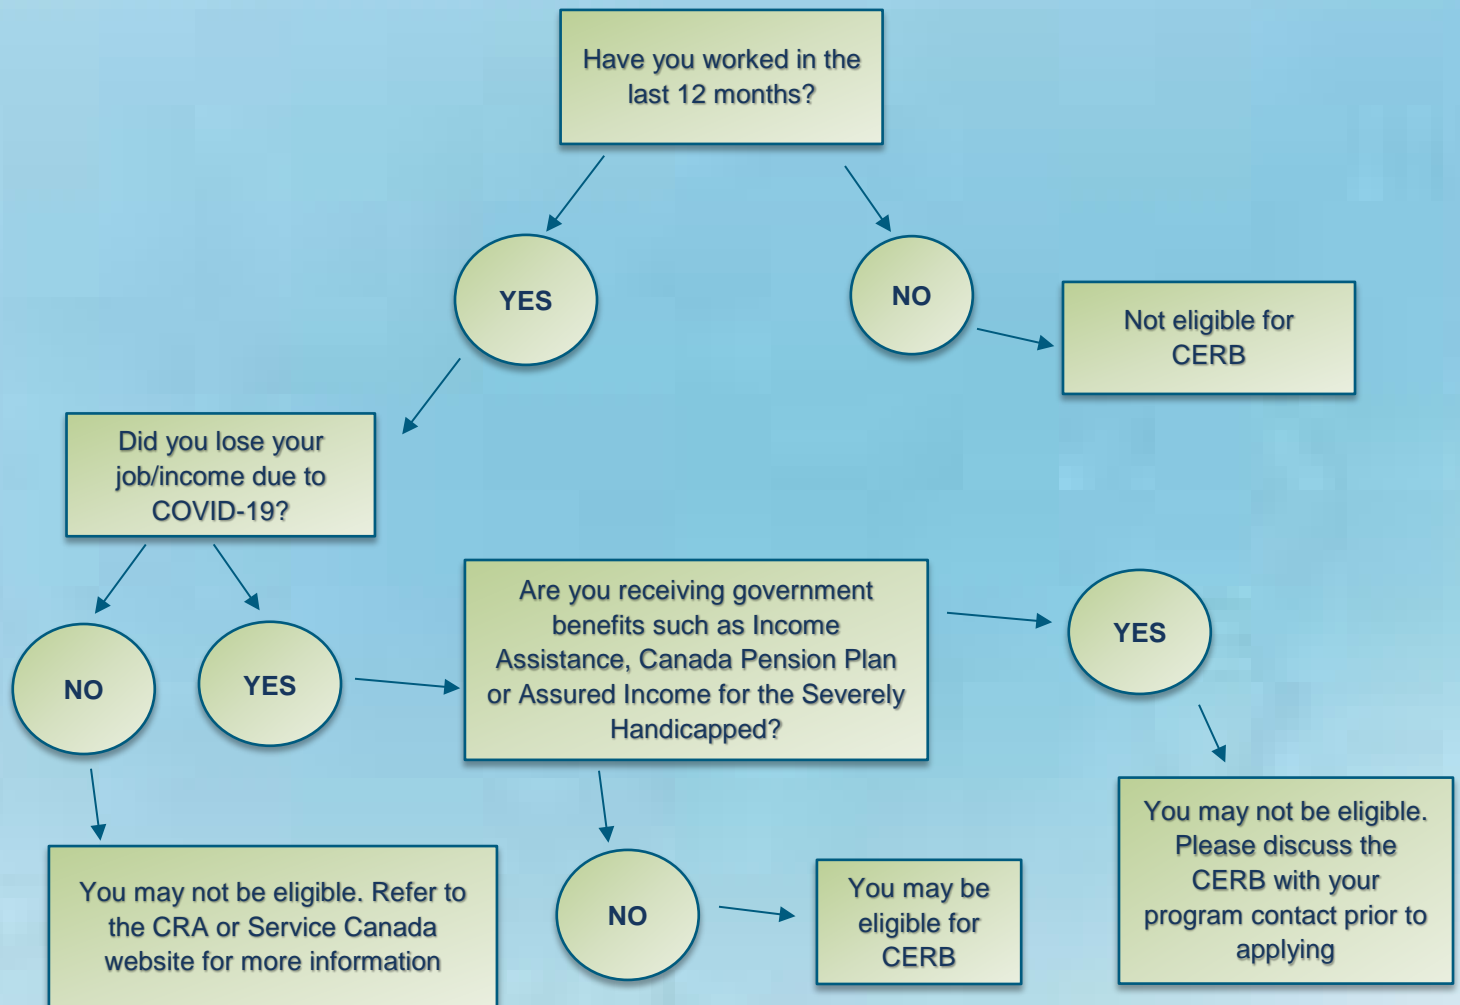 Have you worked in the
last 12 months?
YES
NO
Not eligible for
CERB
Did you lose your
job/income due to
COVID-19?
NO
YES
Are you receiving government
benefits such as Income
Assistance, Canada Pension Plan
or Assured Income for the Severely
Handicapped?
YES
You may not be eligible. Refer to
the CRA or Service Canada
website for more information
NO
You may be
eligible for
CERB
You may not be eligible.
Please discuss the
CERB with your
program contact prior to
applying